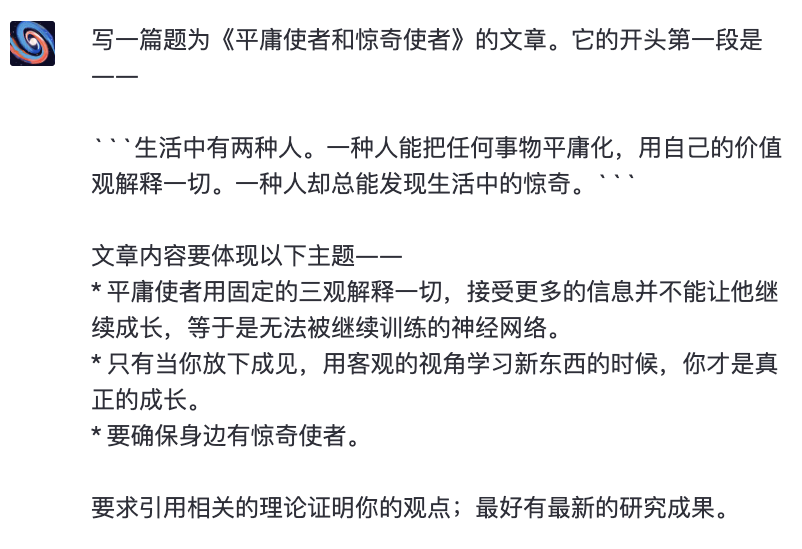 写一篇题为《平庸使者和惊奇使者》的文章。它的开头第一段是
——
```生活中有两种人。一种人能把任何事物平庸化，用自己的价值
观解释一切。一种人却总能发现生活中的惊奇。```
文章内容要体现以下主题——
* 平庸使者用固定的三观解释一切，接受更多的信息并不能让他继
续成长，等于是无法被继续训练的神经网络。
* 只有当你放下成见，用客观的视角学习新东西的时候，你才是真
正的成长。
* 要确保身边有惊奇使者。
要求引用相关的理论证明你的观点；最好有最新的研究成果。